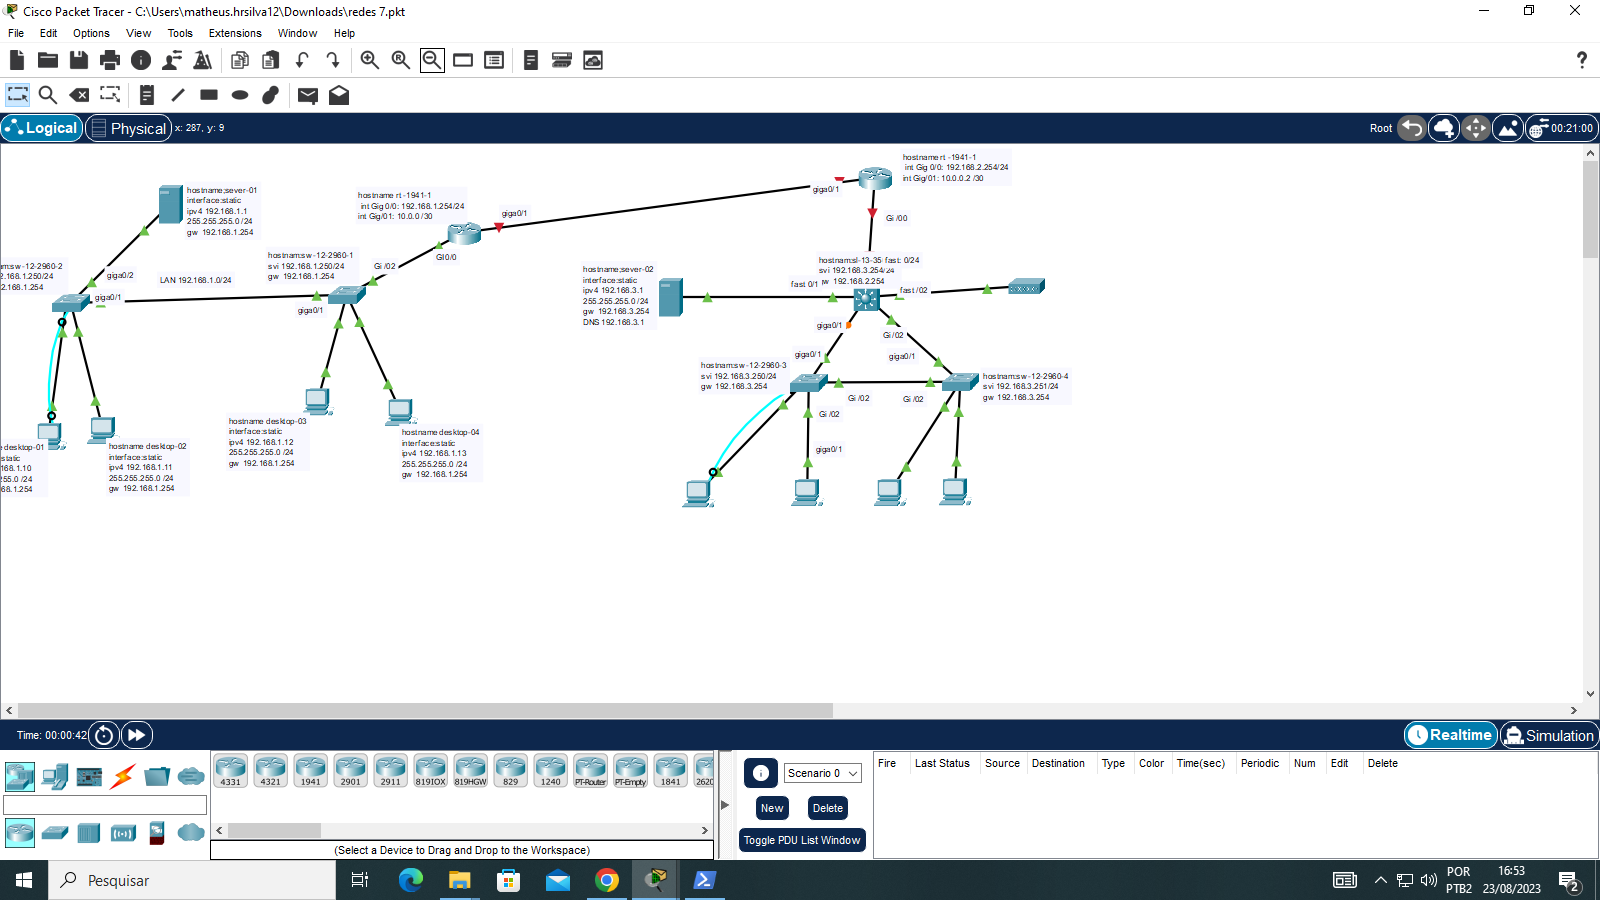 Cisco Packet Tracer - C:\Users\matheus.hrsilva12\Downloads\redes 7.pkt
File Edit Options View Tools Extensions Window Help
Logical Physical x: 287, y: 9 Root 00:21:00
hostname rt -1941-1
int Gig 0/0: 192.168.2.254/24
int Gig/01: 10.0.0.2 /30
giga0/1
Gi /00
hostname;sever-01
interface:static
ipv4 192.168.1.1
255.255.255.0 /24
gw 192.168.1.254
hostname rt -1941-1
int Gig 0/0: 192.168.1.254/24
int Gig/01: 10.0.0 /30
giga0/1
GI0/0
hostnam:sw-12-2960-1
svi 192.168.1.250/24
gw 192.168.1.254
Gi /02
am:sw-12-2960-2
2.168.1.250/24
2.168.1.254
giga0/2
LAN 192.168.1.0/24
giga0/1
giga0/1
hostname;sever-02
interface:static
ipv4 192.168.3.1
255.255.255.0 /24
gw 192.168.3.254
DNS 192.168.3.1
hostnam:sl-13-35 fast: 0/24
svi 192.168.3.254/24
w 192.168.2.254
fast 0/1
fast /02
giga0/1
Gi /02
giga0/1
giga0/1
hostnam:sw-12-2960-3
svi 192.168.3.250/24
gw 192.168.3.254
hostnam:sw-12-2960-4
svi 192.168.3.251/24
gw 192.168.3.254
Gi /02
Gi /02
Gi /02
giga0/1
e desktop-01
static
68.1.10
55.0 /24
68.1.254
hostname desktop-02
interface:static
ipv4 192.168.1.11
255.255.255.0 /24
gw 192.168.1.254
hostname desktop-03
interface:static
ipv4 192.168.1.12
255.255.255.0 /24
gw 192.168.1.254
hostname desktop-04
interface:static
ipv4 192.168.1.13
255.255.255.0 /24
gw 192.168.1.254
Time: 00:00:42 Realtime Simulation
4331 4321 1941 2901 2911 819IOX 819HGW 829 1240 PT-Router PT-Empty 1841 2620
(Select a Device to Drag and Drop to the Workspace)
Scenario 0
New Delete
Toggle PDU List Window
Fire Last Status Source Destination Type Color Time(sec) Periodic Num Edit Delete
Pesquisar
POR
PTB2
16:53
23/08/2023
2